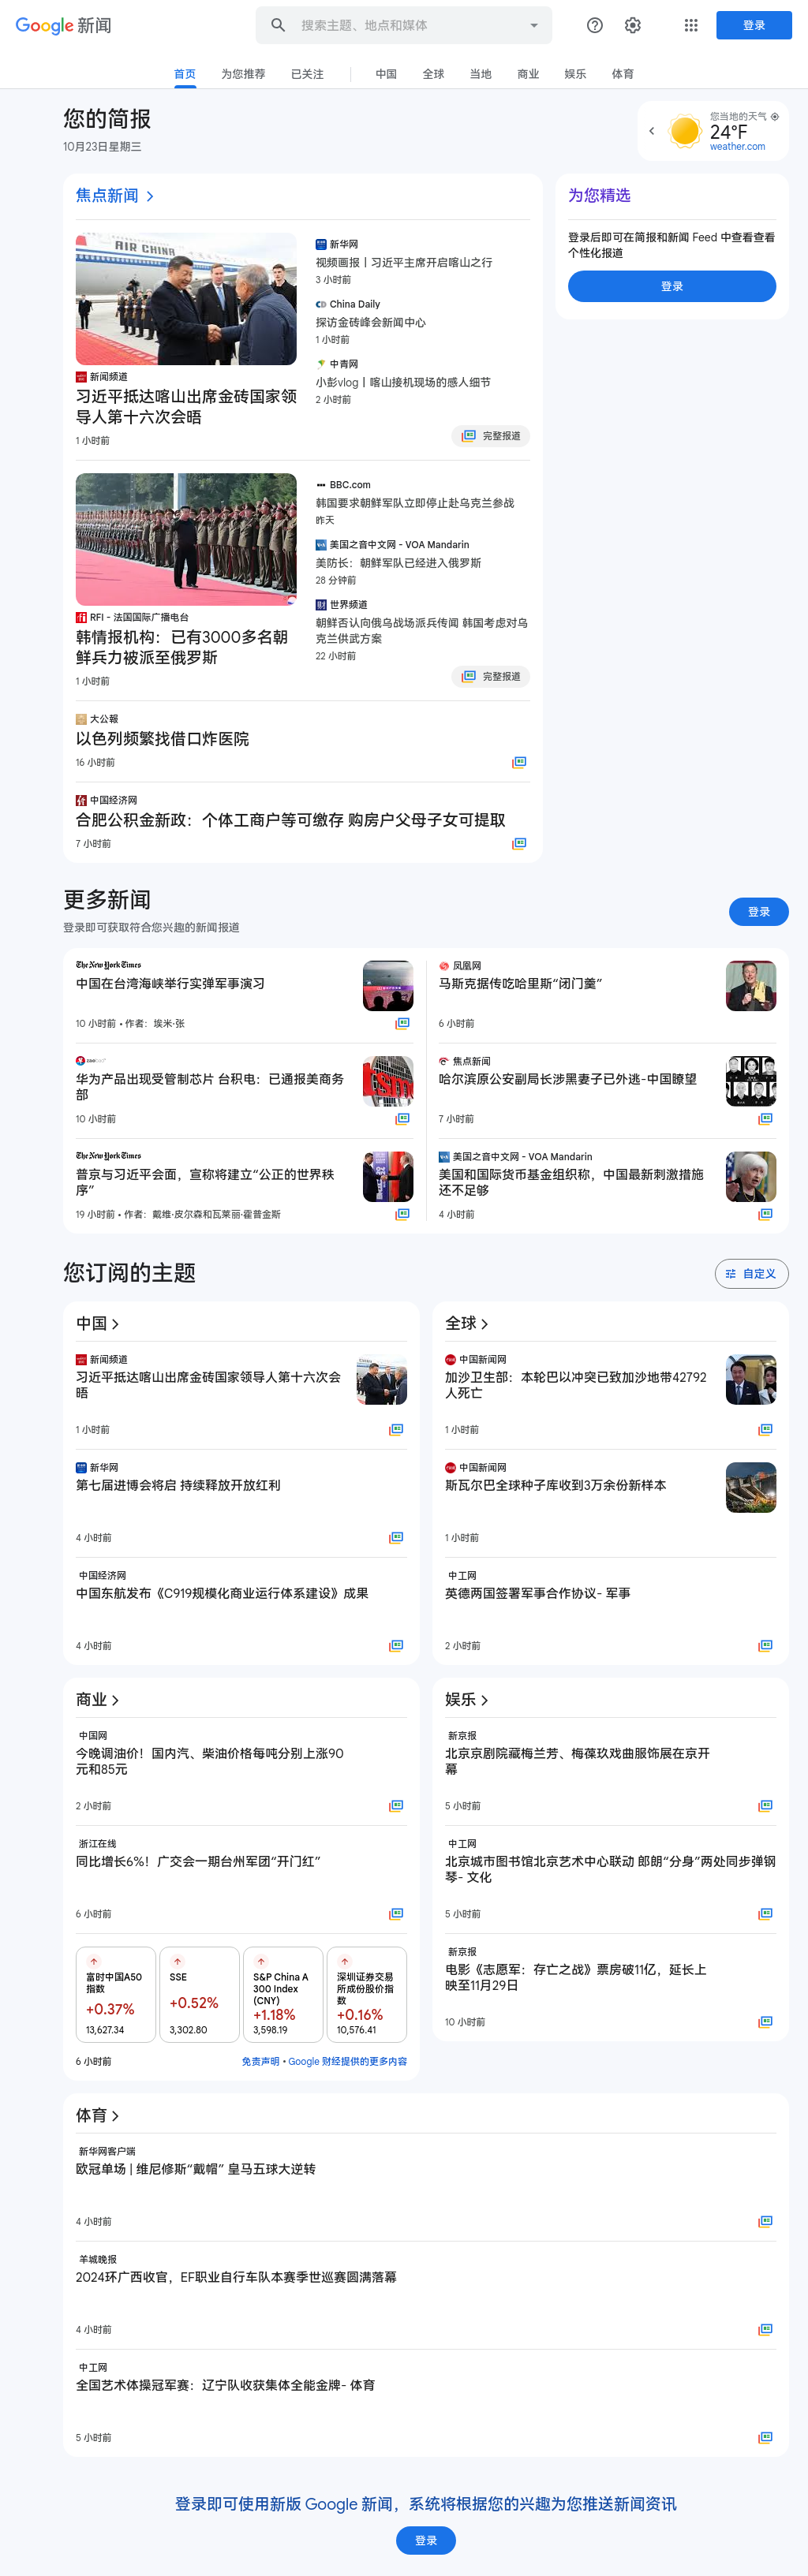 Google 新闻
搜索主题、地点和媒体
登录
首页
为您推荐
已关注
中国
全球
当地
商业
娱乐
体育
您的简报
10月23日星期三
您当地的天气
24°F
weather.com
焦点新闻
AIR CHINA
新闻频道
习近平抵达喀山出席金砖国家领
导人第十六次会晤
1 小时前
新华网
视频画报丨习近平主席开启喀山之行
3 小时前
China Daily
探访金砖峰会新闻中心
1 小时前
中青网
小彭vlog丨喀山接机现场的感人细节
2 小时前
完整报道
RFI - 法国国际广播电台
韩情报机构：已有3000多名朝
鲜兵力被派至俄罗斯
1 小时前
BBC.com
韩国要求朝鲜军队立即停止赴乌克兰参战
昨天
美国之音中文网 - VOA Mandarin
美防长：朝鲜军队已经进入俄罗斯
28 分钟前
世界频道
朝鲜否认向俄乌战场派兵传闻 韩国考虑对乌
克兰供武方案
22 小时前
完整报道
大公報
以色列频繁找借口炸医院
16 小时前
中国经济网
合肥公积金新政：个体工商户等可缴存 购房户父母子女可提取
7 小时前
为您精选
登录后即可在简报和新闻 Feed 中查看查看
个性化报道
登录
更多新闻
登录即可获取符合您兴趣的新闻报道
登录
The New York Times
中国在台湾海峡举行实弹军事演习
10 小时前 • 作者：埃米·张
凤凰网
马斯克据传吃哈里斯“闭门羹”
6 小时前
华为产品出现受管制芯片 台积电：已通报美商务
部
10 小时前
焦点新闻
哈尔滨原公安副局长涉黑妻子已外逃-中国瞭望
7 小时前
The New York Times
普京与习近平会面，宣称将建立“公正的世界秩
序”
19 小时前 • 作者：戴维·皮尔森和瓦莱丽·霍普金斯
美国之音中文网 - VOA Mandarin
美国和国际货币基金组织称，中国最新刺激措施
还不足够
4 小时前
您订阅的主题
自定义
中国
新闻频道
习近平抵达喀山出席金砖国家领导人第十六次会
晤
1 小时前
新华网
第七届进博会将启 持续释放开放红利
4 小时前
中国经济网
中国东航发布《C919规模化商业运行体系建设》成果
4 小时前
全球
中国新闻网
加沙卫生部：本轮巴以冲突已致加沙地带42792
人死亡
1 小时前
中国新闻网
斯瓦尔巴全球种子库收到3万余份新样本
1 小时前
中工网
英德两国签署军事合作协议- 军事
2 小时前
商业
中国网
今晚调油价！国内汽、柴油价格每吨分别上涨90
元和85元
2 小时前
浙江在线
同比增长6%！广交会一期台州军团“开门红”
6 小时前
富时中国A50
指数
+0.37%
13,627.34
SSE
+0.52%
3,302.80
S&P China A
300 Index
(CNY)
+1.18%
3,598.19
深圳证券交易
所成份股价指
数
+0.16%
10,576.41
6 小时前
免责声明 • Google 财经提供的更多内容
娱乐
新京报
北京京剧院藏梅兰芳、梅葆玖戏曲服饰展在京开
幕
5 小时前
中工网
北京城市图书馆北京艺术中心联动 郎朗“分身”两处同步弹钢
琴- 文化
5 小时前
新京报
电影《志愿军：存亡之战》票房破11亿，延长上
映至11月29日
10 小时前
体育
新华网客户端
欧冠单场 | 维尼修斯“戴帽” 皇马五球大逆转
4 小时前
羊城晚报
2024环广西收官，EF职业自行车队本赛季世巡赛圆满落幕
4 小时前
中工网
全国艺术体操冠军赛：辽宁队收获集体全能金牌- 体育
5 小时前
登录即可使用新版 Google 新闻，系统将根据您的兴趣为您推送新闻资讯
登录